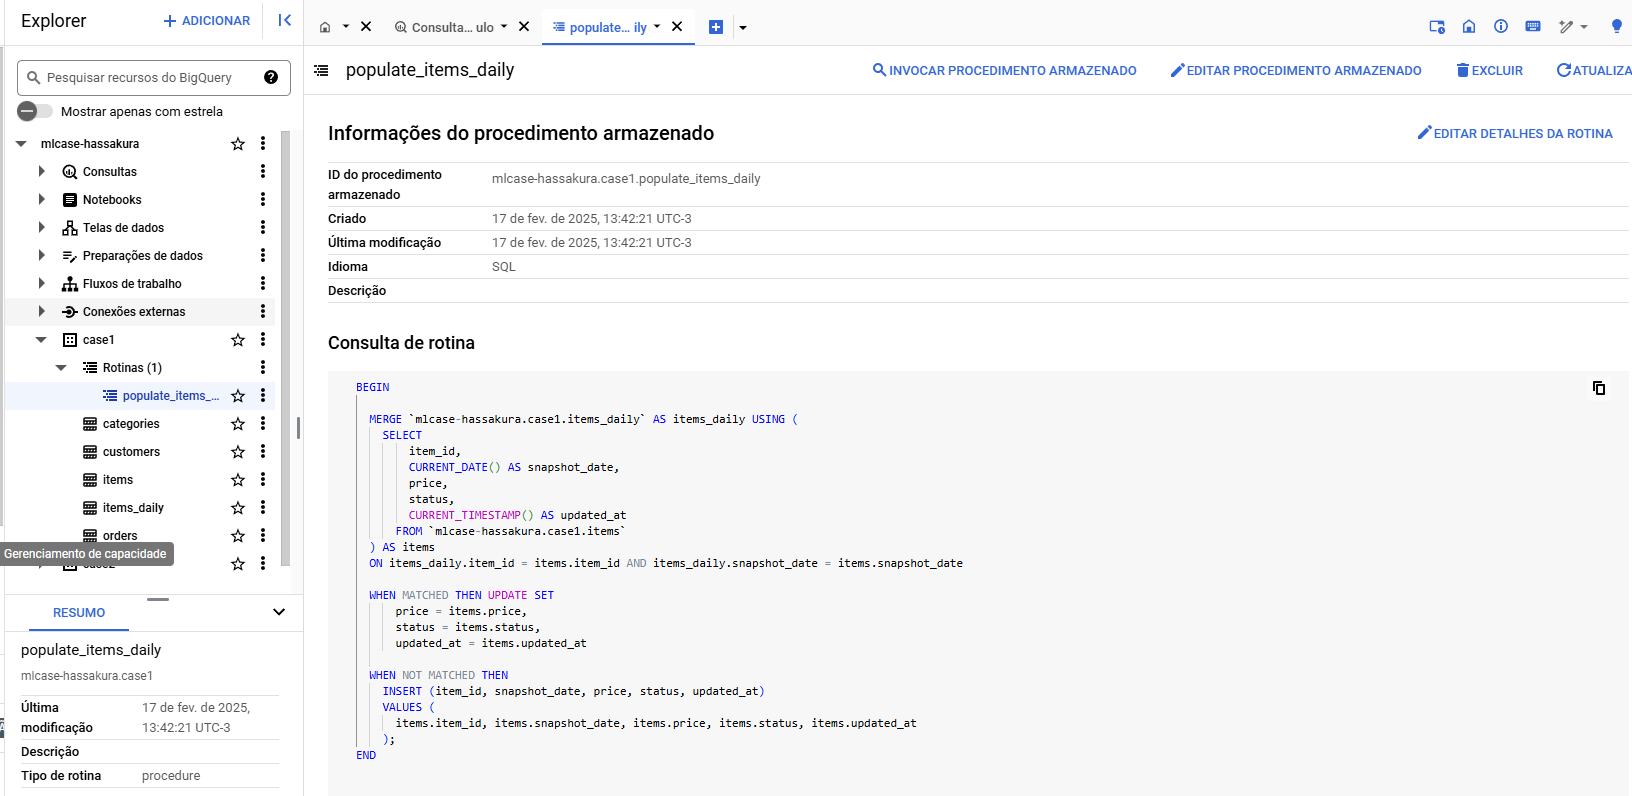 Explorer
ADICIONAR
Consulta... ulo
populate... ily
Pesquisar recursos do BigQuery
Mostrar apenas com estrela
mlcase-hassakura
Consultas
Notebooks
Telas de dados
Preparações de dados
Fluxos de trabalho
Conexões externas
case1
Rotinas (1)
populate_items_...
categories
customers
items
items_daily
orders
Gerenciamento de capacidade
RESUMO
populate_items_daily
mlcase-hassakura.case1
Última modificação
17 de fev. de 2025, 13:42:21 UTC-3
Descrição
Tipo de rotina procedure
populate_items_daily
INVOCAR PROCEDIMENTO ARMAZENADO
EDITAR PROCEDIMENTO ARMAZENADO
EXCLUIR
ATUALIZA
Informações do procedimento armazenado
EDITAR DETALHES DA ROTINA
ID do procedimento armazenado
mlcase-hassakura.case1.populate_items_daily
Criado 17 de fev. de 2025, 13:42:21 UTC-3
Última modificação 17 de fev. de 2025, 13:42:21 UTC-3
Idioma SQL
Descrição
Consulta de rotina
BEGIN
MERGE `mlcase-hassakura.case1.items_daily` AS items_daily USING (
SELECT
item_id,
CURRENT_DATE() AS snapshot_date,
price,
status,
CURRENT_TIMESTAMP() AS updated_at
FROM `mlcase-hassakura.case1.items`
) AS items
ON items_daily.item_id = items.item_id AND items_daily.snapshot_date = items.snapshot_date
WHEN MATCHED THEN UPDATE SET
price = items.price,
status = items.status,
updated_at = items.updated_at
WHEN NOT MATCHED THEN
INSERT (item_id, snapshot_date, price, status, updated_at)
VALUES (
items.item_id, items.snapshot_date, items.price, items.status, items.updated_at
);
END